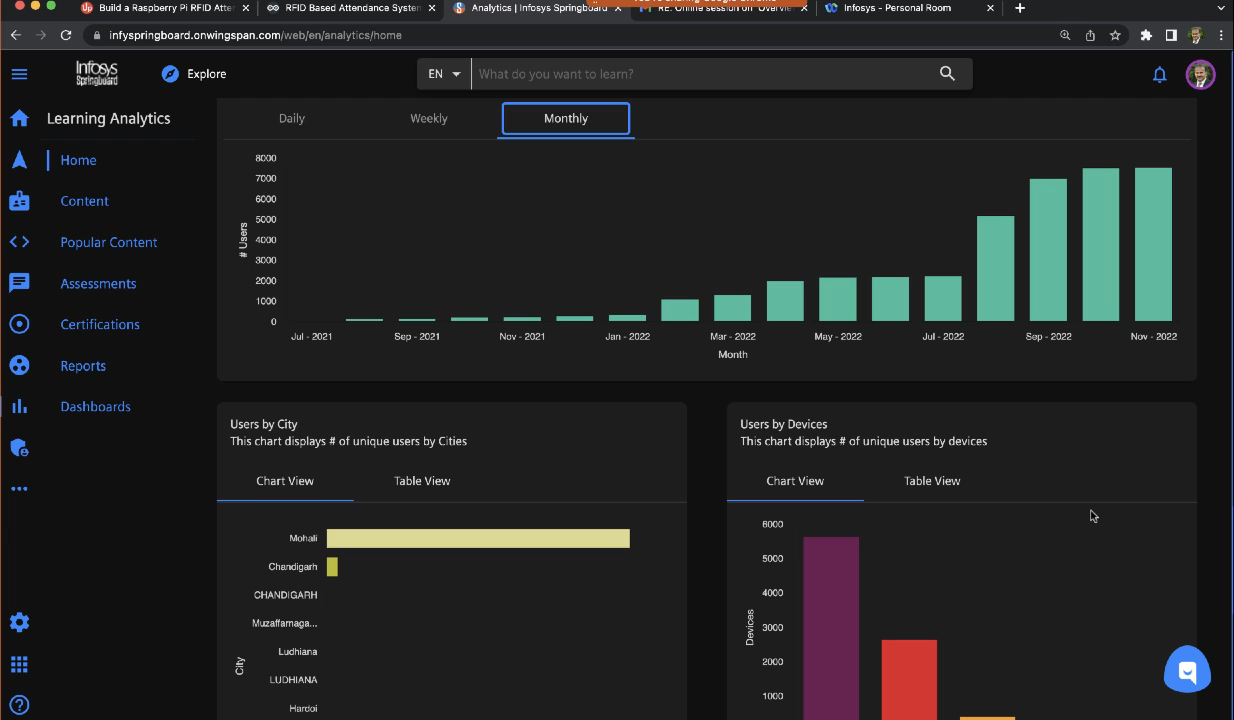 Build a Raspberry Pi RFID Atter
RFID Based Attendance System
Analytics | Infosys Springboard
RE: Online session on "Overvie
Infosys - Personal Room
infyspringboard.onwingspan.com/web/en/analytics/home
Infosys
Springboard
Explore
EN
What do you want to learn?
Learning Analytics
Home
Content
Popular Content
Assessments
Certifications
Reports
Dashboards
Daily
Weekly
Monthly
8000
7000
6000
5000
4000
3000
2000
1000
0
# Users
Jul - 2021
Sep - 2021
Nov - 2021
Jan - 2022
Mar - 2022
May - 2022
Jul - 2022
Sep - 2022
Nov - 2022
Month
Users by City
This chart displays # of unique users by Cities
Chart View
Table View
Mohali
Chandigarh
CHANDIGARH
Muzaffarnaga...
Ludhiana
LUDHIANA
Hardoi
City
Users by Devices
This chart displays # of unique users by devices
Chart View
Table View
6000
5000
4000
3000
2000
1000
Devices